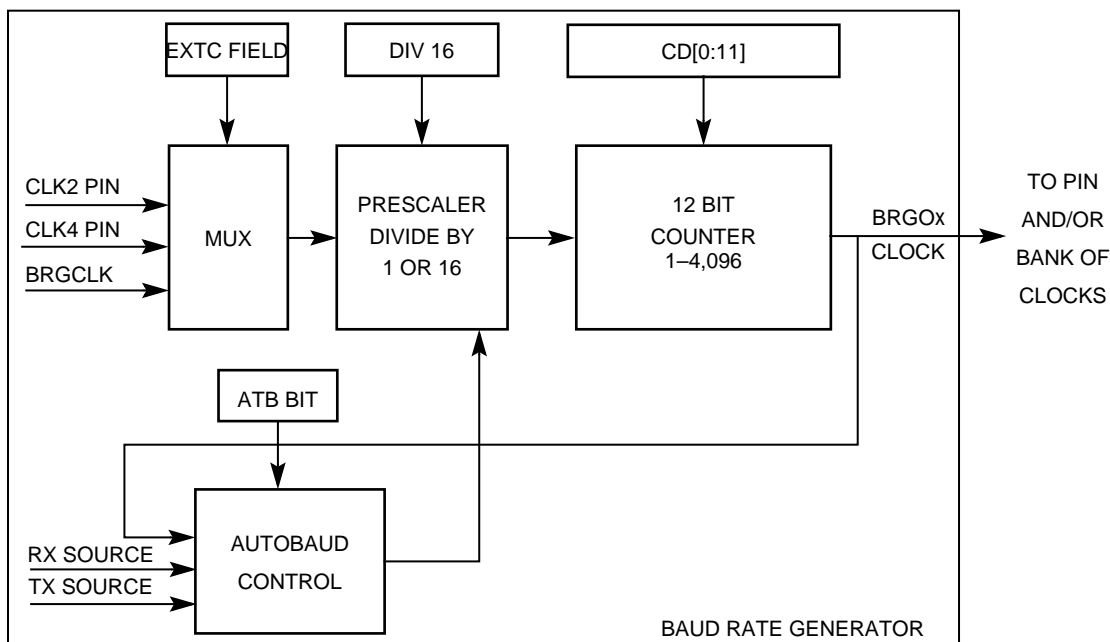 EXTC FIELD
DIV 16
CD[0:11]
CLK2 PIN
CLK4 PIN
BRGCLK
MUX
PRESCALER
DIVIDE BY
1 OR 16
12 BIT
COUNTER
1–4,096
BRGOx
CLOCK
TO PIN
AND/OR
BANK OF
CLOCKS
ATB BIT
RX SOURCE
TX SOURCE
AUTOBAUD
CONTROL
BAUD RATE GENERATOR